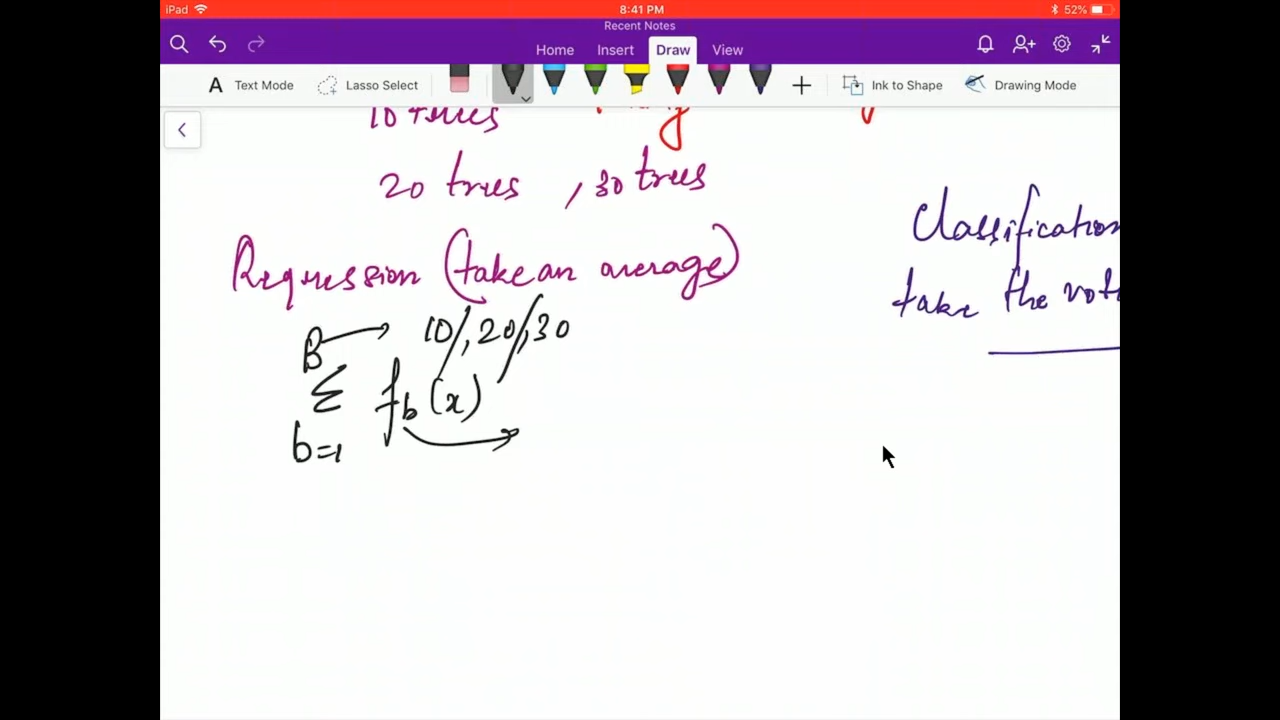 iPad 8:41 PM 52%
Recent Notes
Home Insert Draw View
A Text Mode Lasso Select Ink to Shape Drawing Mode
10 trees
20 trees , 30 trees
Regression (take an average)
Classification
take the vote
B → 10/, 20/, 30
Σ f_b (x)
b=1